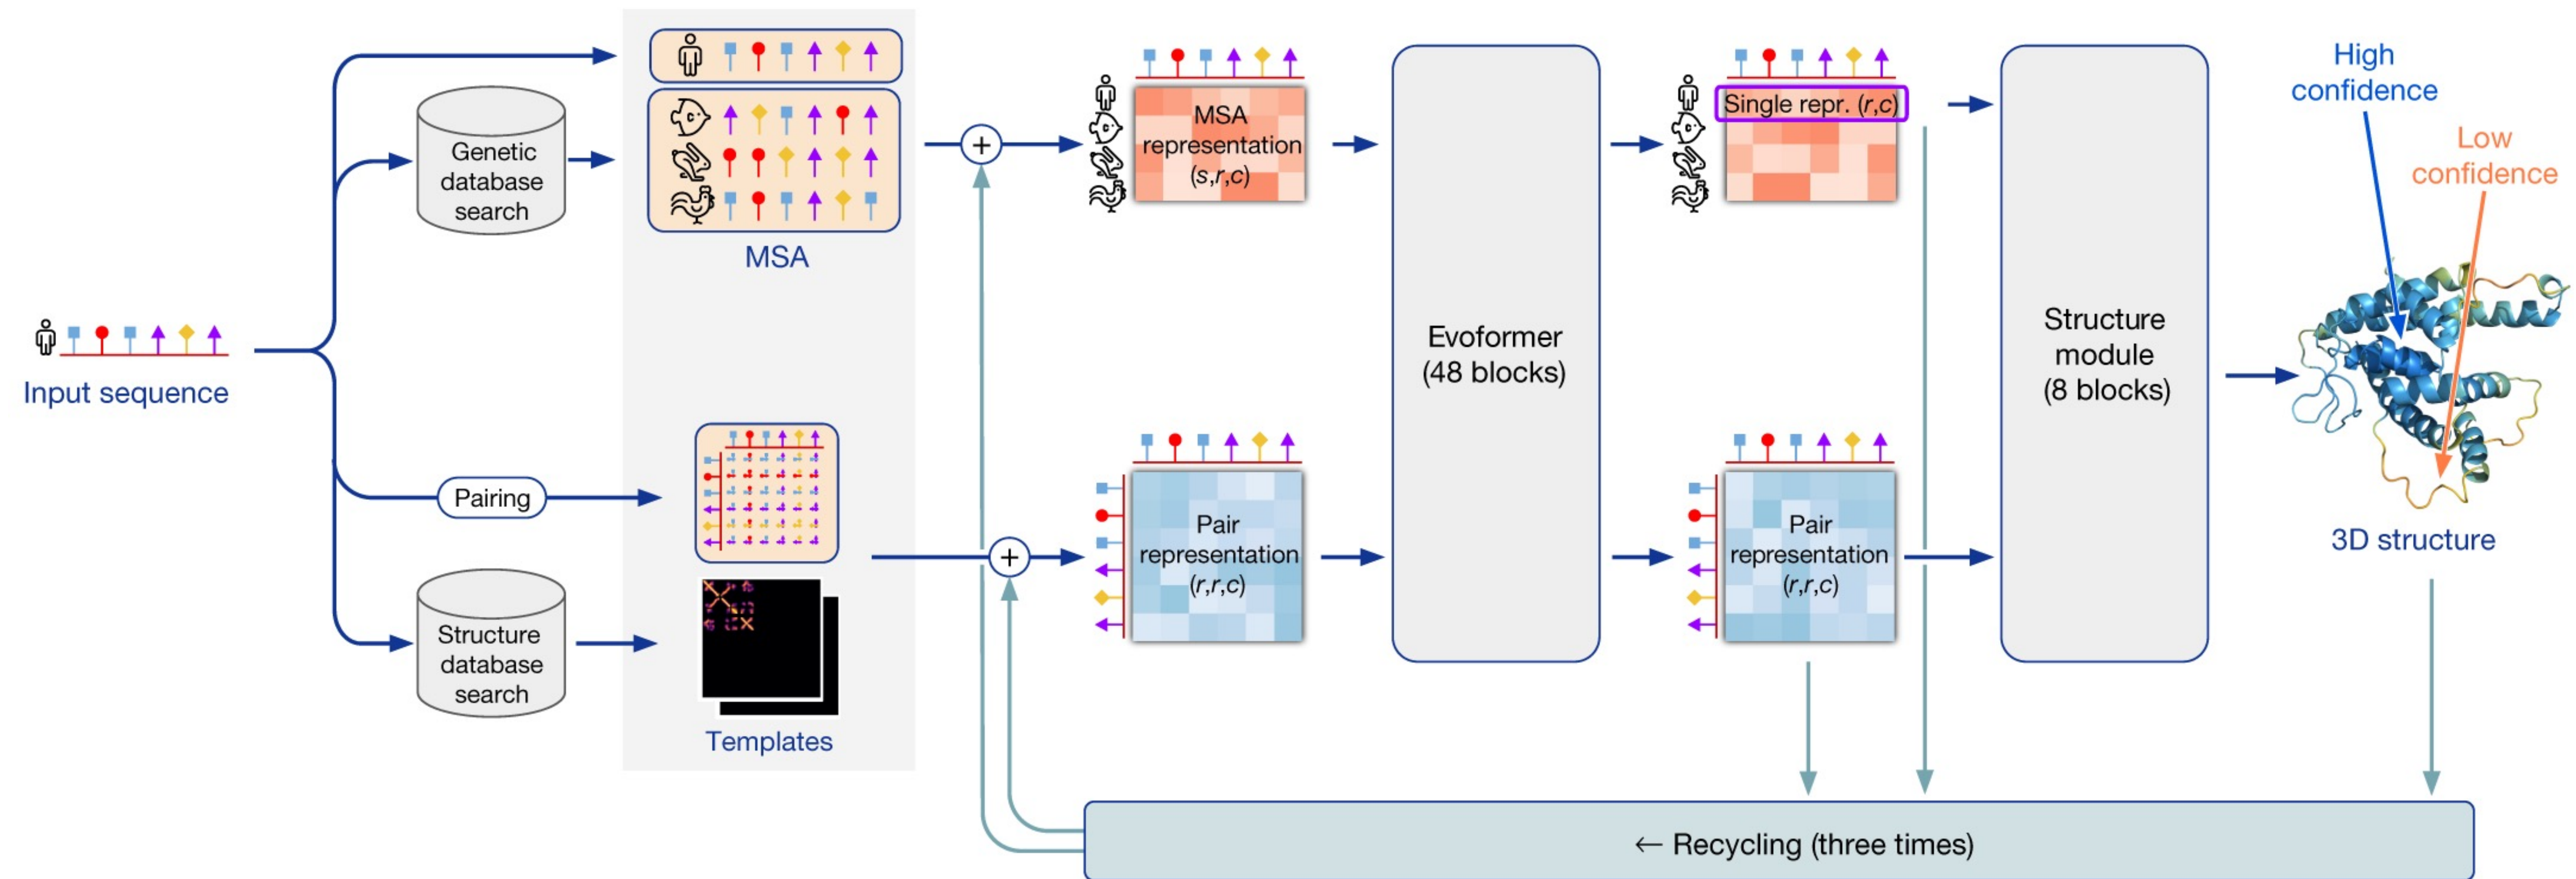 Input sequence
Genetic
database
search
Pairing
Structure
database
search
MSA
Templates
+
+
MSA
representation
(s,r,c)
Pair
representation
(r,r,c)
Evoformer
(48 blocks)
Single repr. (r,c)
Pair
representation
(r,r,c)
Structure
module
(8 blocks)
High
confidence
Low
confidence
3D structure
← Recycling (three times)